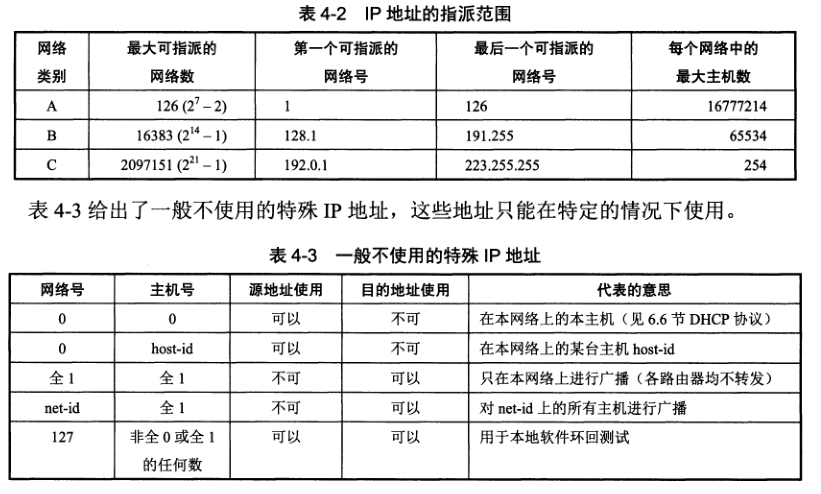 表 4-2 IP 地址的指派范围
网络类别 最大可指派的网络数 第一个可指派的网络号 最后一个可指派的网络号 每个网络中的最大主机数
A 126 (2⁷ – 2) 1 126 16777214
B 16383 (2¹⁴ – 1) 128.1 191.255 65534
C 2097151 (2²¹ – 1) 192.0.1 223.255.255 254
表 4-3 给出了一般不使用的特殊 IP 地址，这些地址只能在特定的情况下使用。
表 4-3 一般不使用的特殊 IP 地址
网络号 主机号 源地址使用 目的地址使用 代表的意思
0 0 可以 不可 在本网络上的本主机（见 6.6 节 DHCP 协议）
0 host-id 可以 不可 在本网络上的某台主机 host-id
全 1 全 1 不可 可以 只在本网络上进行广播（各路由器均不转发）
net-id 全 1 不可 可以 对 net-id 上的所有主机进行广播
127 非全 0 或全 1 的任何数 可以 可以 用于本地软件环回测试